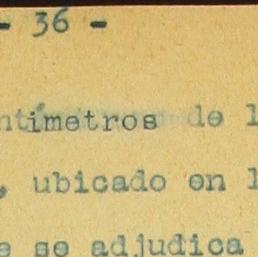 - 36 -
ntímetros de l
, ubicado en l
e se adjudica